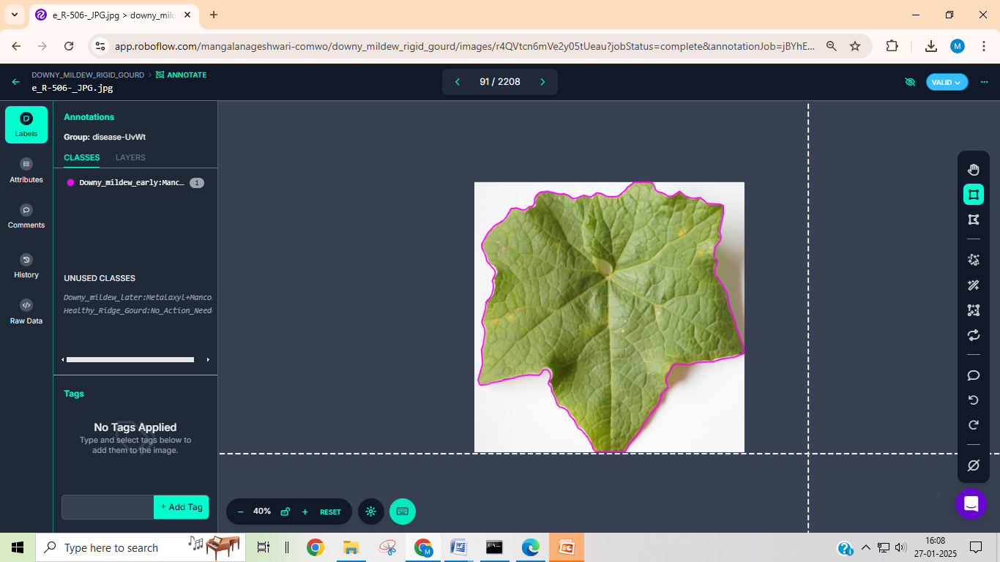 e_R-506-_JPG.jpg > downy_mil
app.roboflow.com/mangalanageshwari-comwo/downy_mildew_rigid_gourd/images/r4QVtcn6mVe2y05tUeau?jobStatus=complete&annotationJob=jBYhE...
M
DOWNY_MILDEW_RIGID_GOURD > ANNOTATE
e_R-506-_JPG.jpg
91 / 2208
VALID
Labels
Attributes
Comments
History
Raw Data
Annotations
Group: disease-UvWt
CLASSES LAYERS
Downy_mildew_early:Manc... 1
UNUSED CLASSES
Downy_mildew_later:Metalaxyl+Manco
Healthy_Ridge_Gourd:No_Action_Need
Tags
No Tags Applied
Type and select tags below to
add them to the image.
+ Add Tag
40% RESET
Type here to search
16:08
27-01-2025